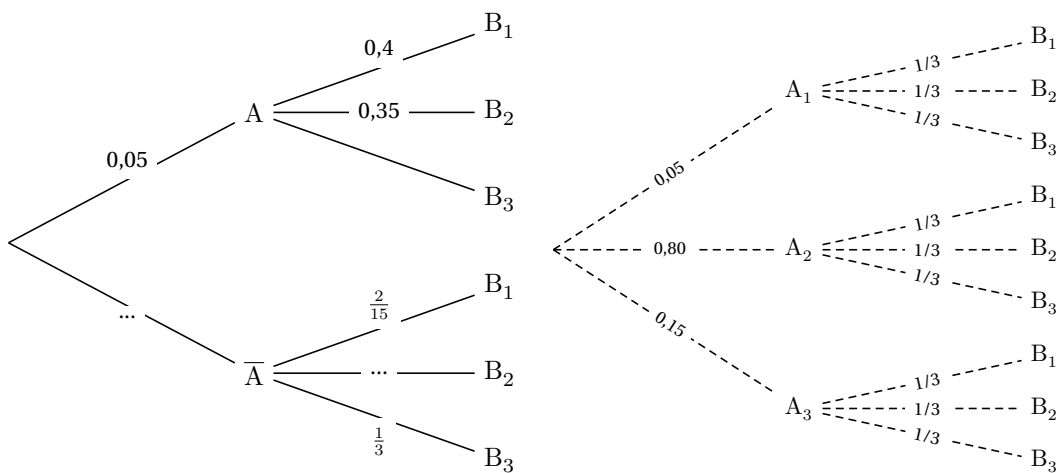 B₁
0,4
A
0,35
B₂
0,05
B₃
...
B₁
2/15
A̅
...
B₂
1/3
B₃
B₁
1/3
A₁
1/3
B₂
1/3
B₃
0,05
B₁
1/3
0,80
A₂
1/3
B₂
1/3
B₃
0,15
B₁
1/3
A₃
1/3
B₂
1/3
B₃